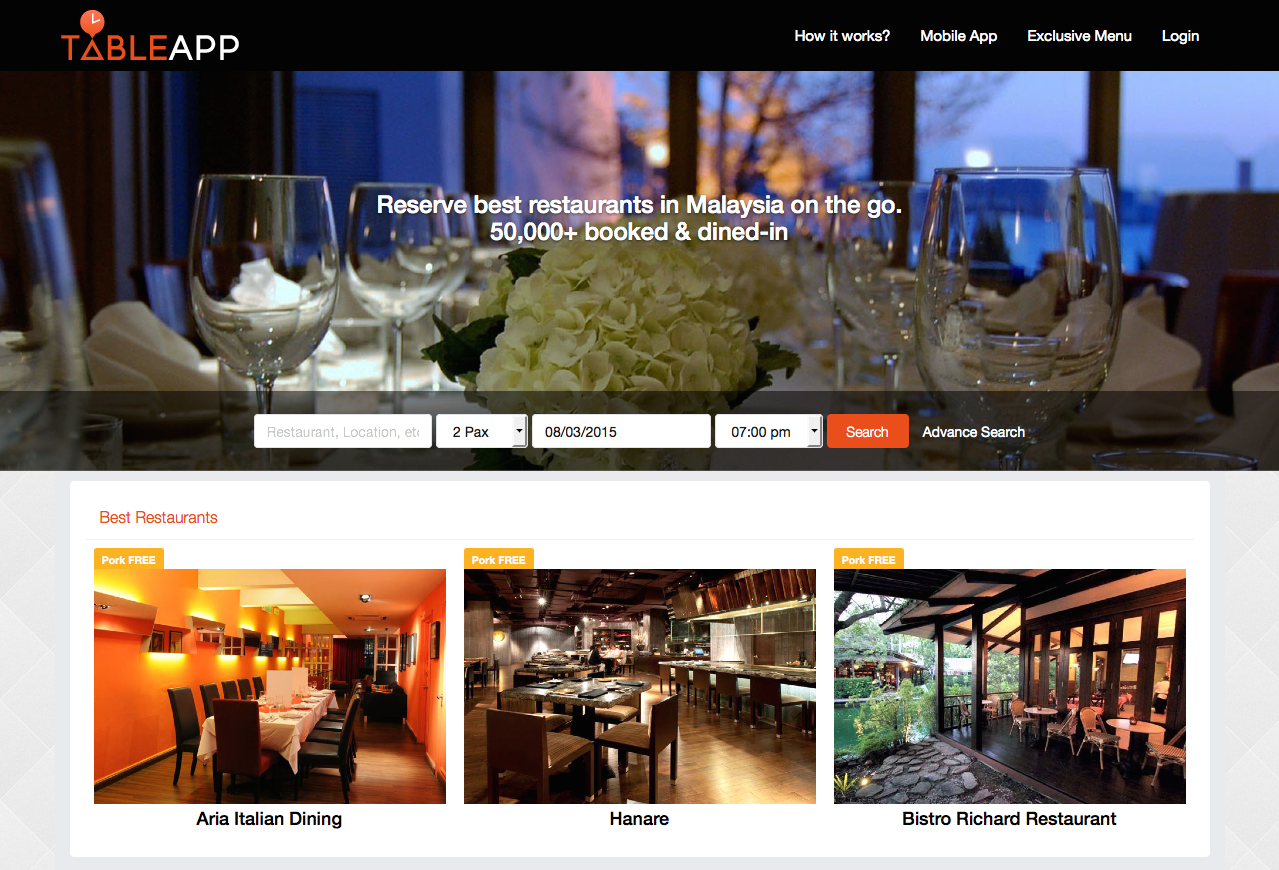 TABLEAPP
How it works?
Mobile App
Exclusive Menu
Login
Reserve best restaurants in Malaysia on the go.
50,000+ booked & dined-in
Restaurant, Location, etc
2 Pax
08/03/2015
07:00 pm
Search
Advance Search
Best Restaurants
Pork FREE
Pork FREE
Pork FREE
Aria Italian Dining
Hanare
Bistro Richard Restaurant